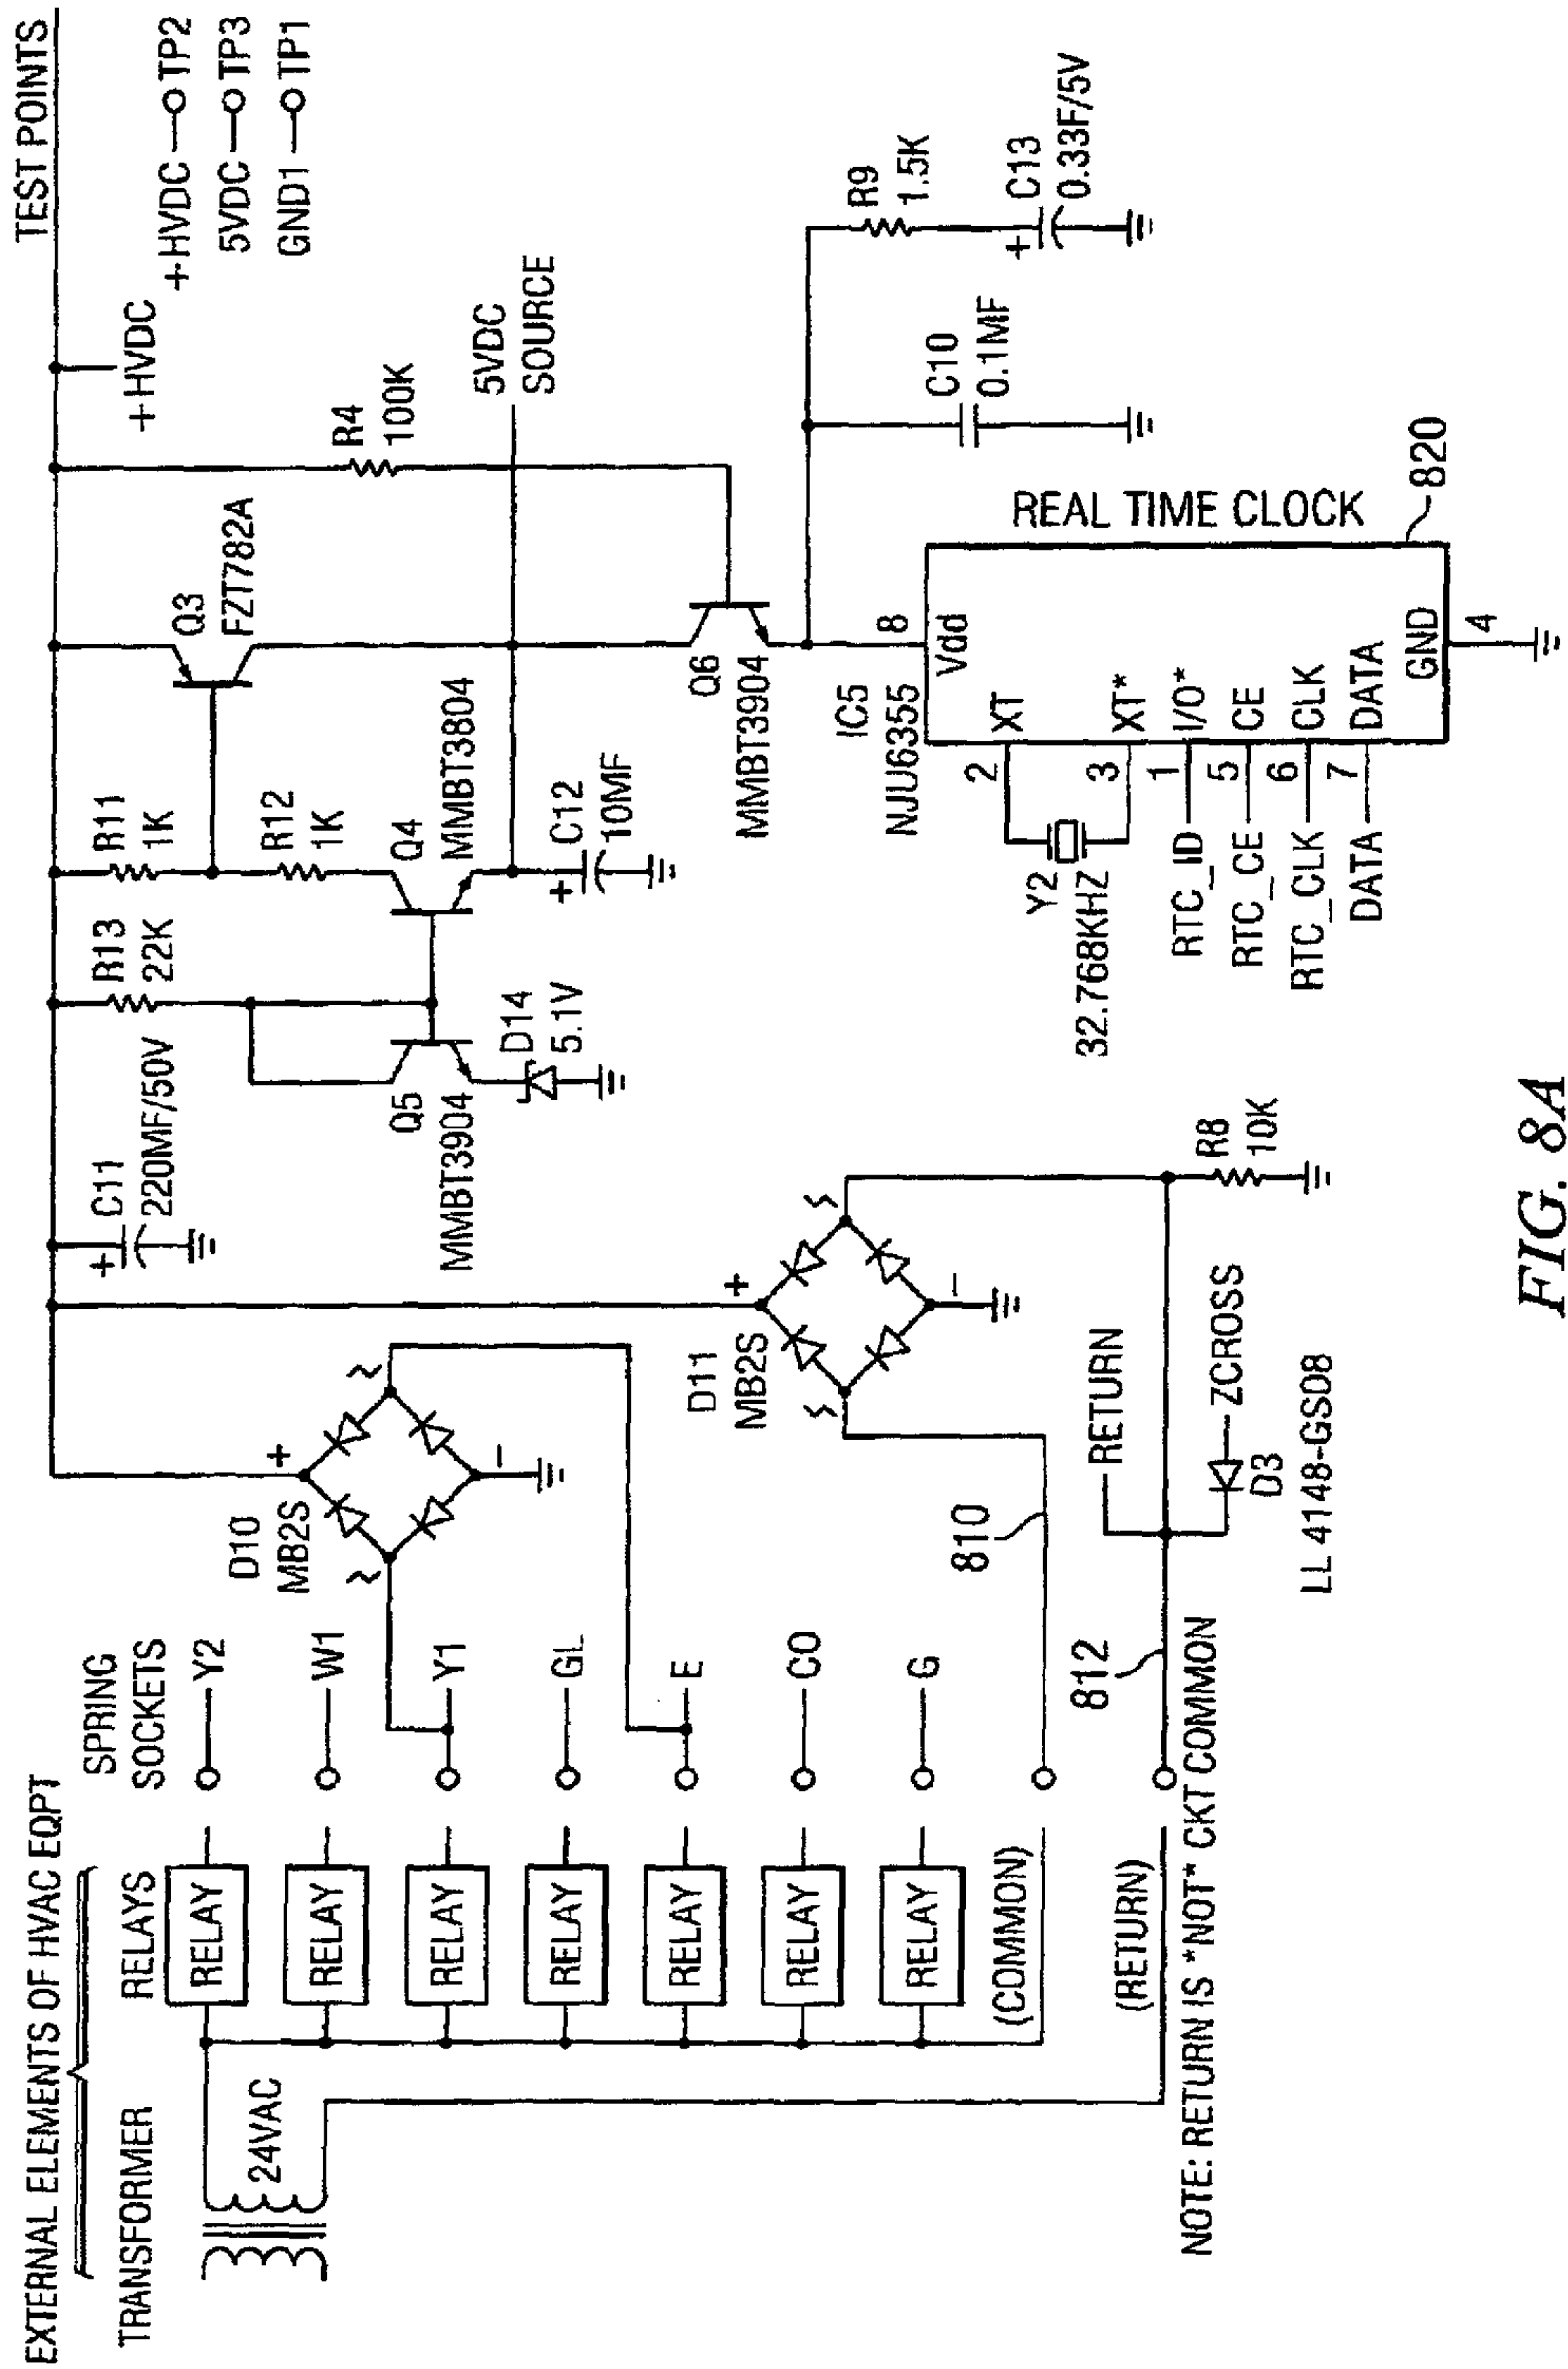 EXTERNAL ELEMENTS OF HVAC EQPT
TRANSFORMER
RELAYS
SPRING
SOCKETS
24VAC
RELAY
Y2
RELAY
W1
RELAY
Y1
RELAY
GL
RELAY
E
RELAY
CO
RELAY
G
(COMMON)
810
(RETURN)
812
NOTE: RETURN IS *NOT* CKT COMMON
D10
MB2S
+
–
~
~
D11
MB2S
+
–
~
~
RETURN
ZCROSS
D3
LL 4148-GS08
R8
10K
+
C11
220MF/50V
R13
22K
R11
1K
R12
1K
Q5
MMBT3904
D14
5.1V
Q4
MMBT3804
+
C12
10MF
Q3
FZT782A
R4
100K
5VDC
SOURCE
Q6
MMBT3904
+HVDC
TEST POINTS
+HVDC
TP2
5VDC
TP3
GND1
TP1
R9
1.5K
+
C13
0.33F/5V
C10
0.1MF
REAL TIME CLOCK
820
IC5
NJU6355
8
Vdd
2
XT
3
XT*
1
I/O*
5
CE
6
CLK
7
DATA
GND
4
Y2
32.768KHZ
RTC_ID
RTC_CE
RTC_CLK
DATA
FIG. 8A